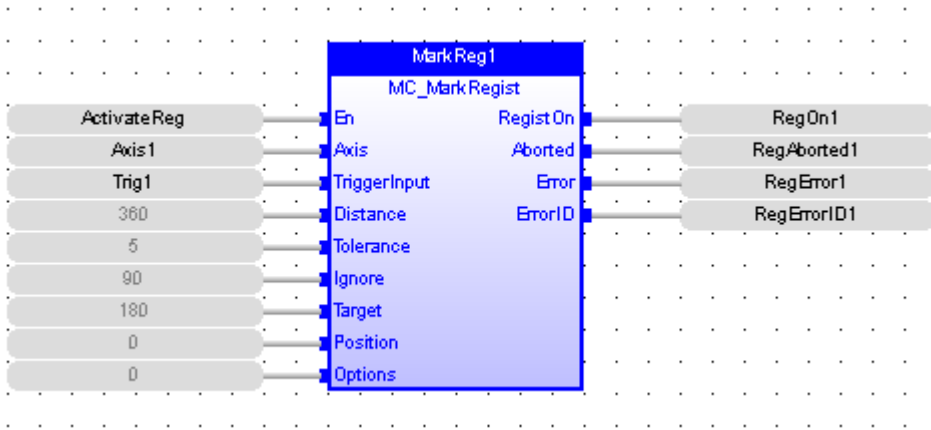 MarkReg1
MC_MarkRegist
ActivateReg En RegistOn RegOn1
Axis1 Axis Aborted RegAborted1
Trig1 TriggerInput Error RegError1
360 Distance ErrorID RegErrorID1
5 Tolerance
90 Ignore
180 Target
0 Position
0 Options